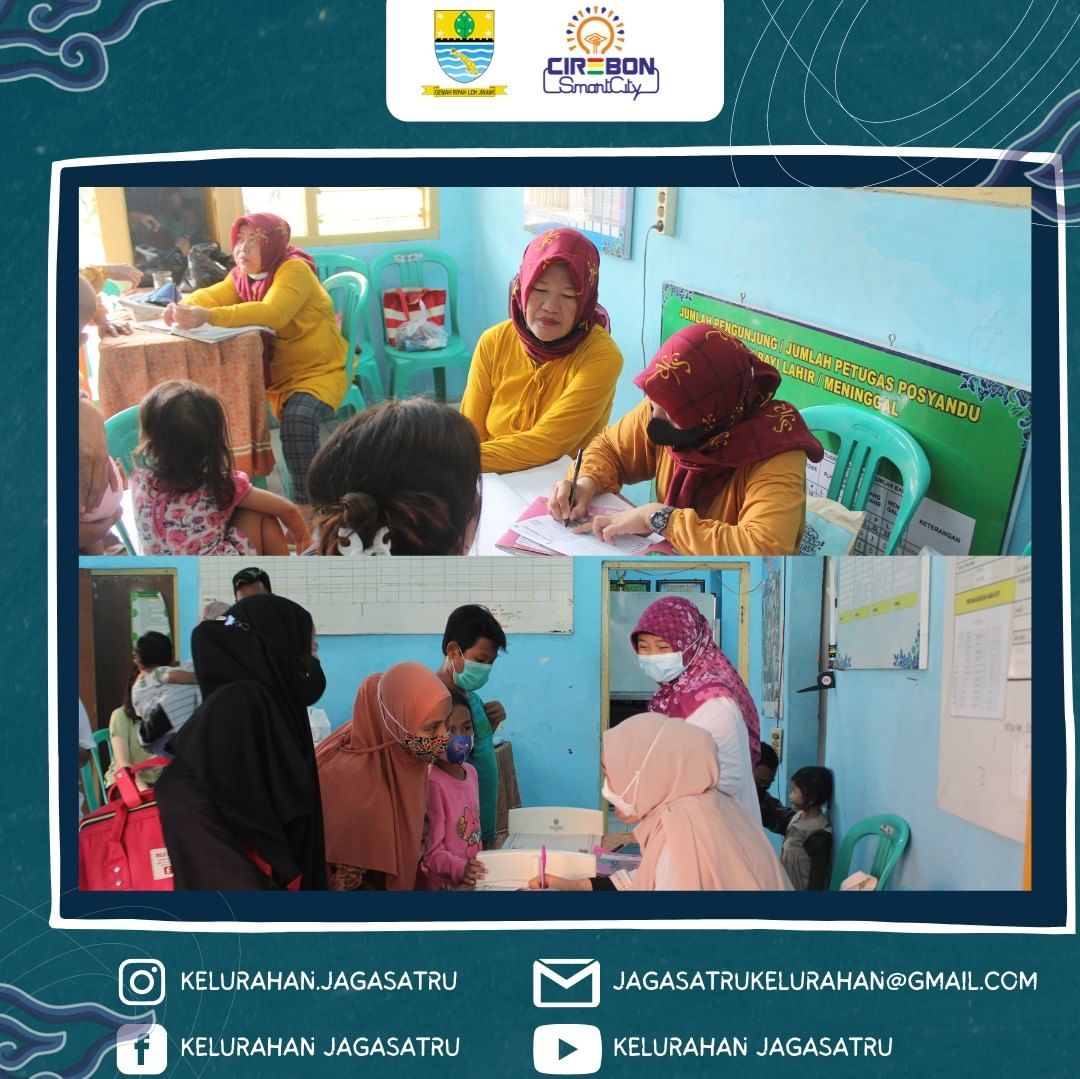 GEMAH RIPAH LOH JINAWI
CIREBON
SmartCity
JUMLAH PENGUNJUNG / JUMLAH PETUGAS POSYANDU
BAYI LAHIR / MENINGGAL
KETERANGAN
KELURAHAN.JAGASATRU
JAGASATRUKELURAHAN@GMAIL.COM
KELURAHAN JAGASATRU
KELURAHAN JAGASATRU